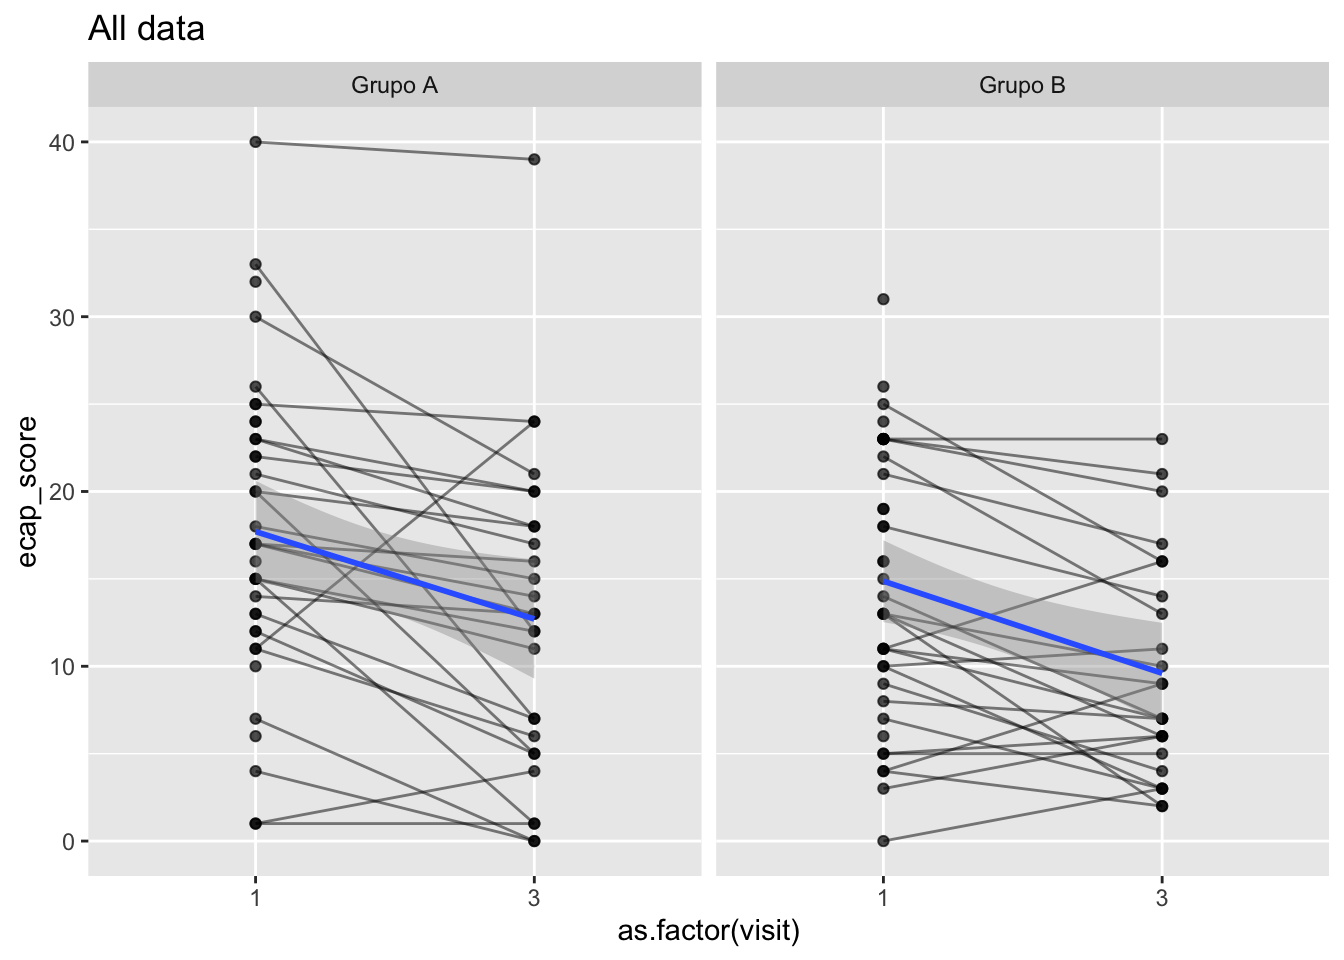 All data
Grupo A
Grupo B
ecap_score
40
30
20
10
0
1
3
1
3
as.factor(visit)